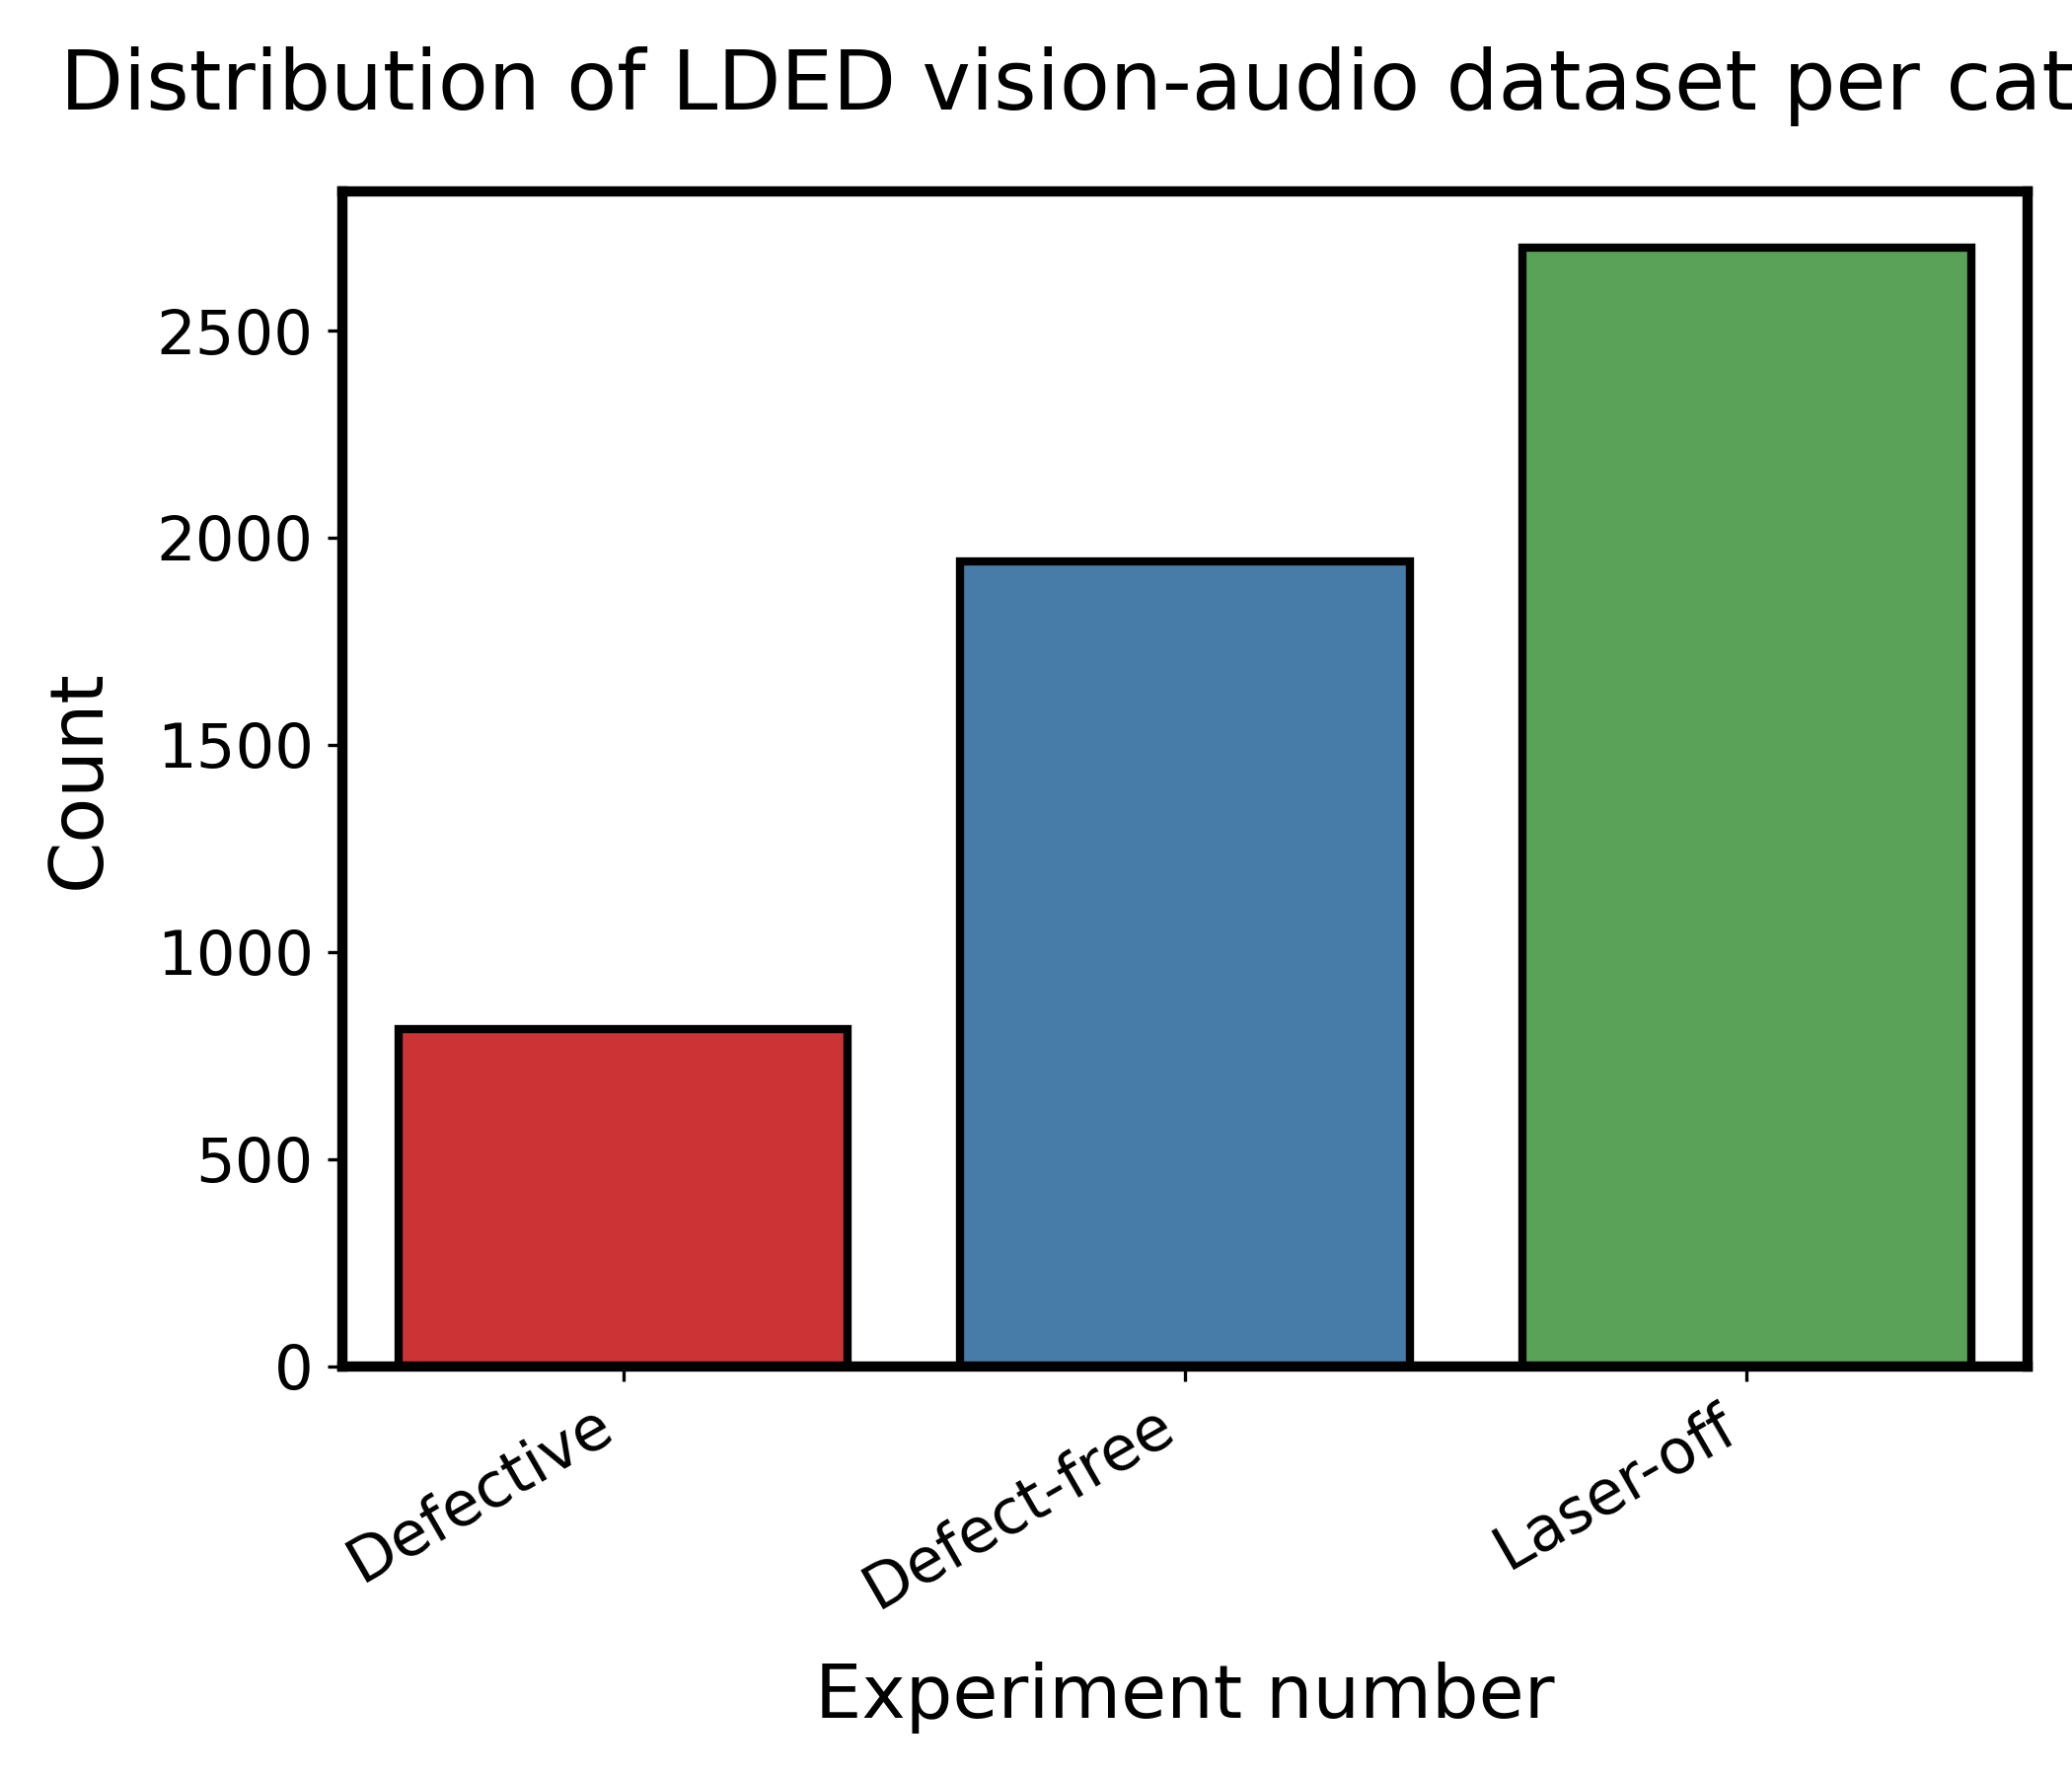 Distribution of LDED vision-audio dataset per cat
2500
2000
1500
1000
500
0
Count
Defective
Defect-free
Laser-off
Experiment number